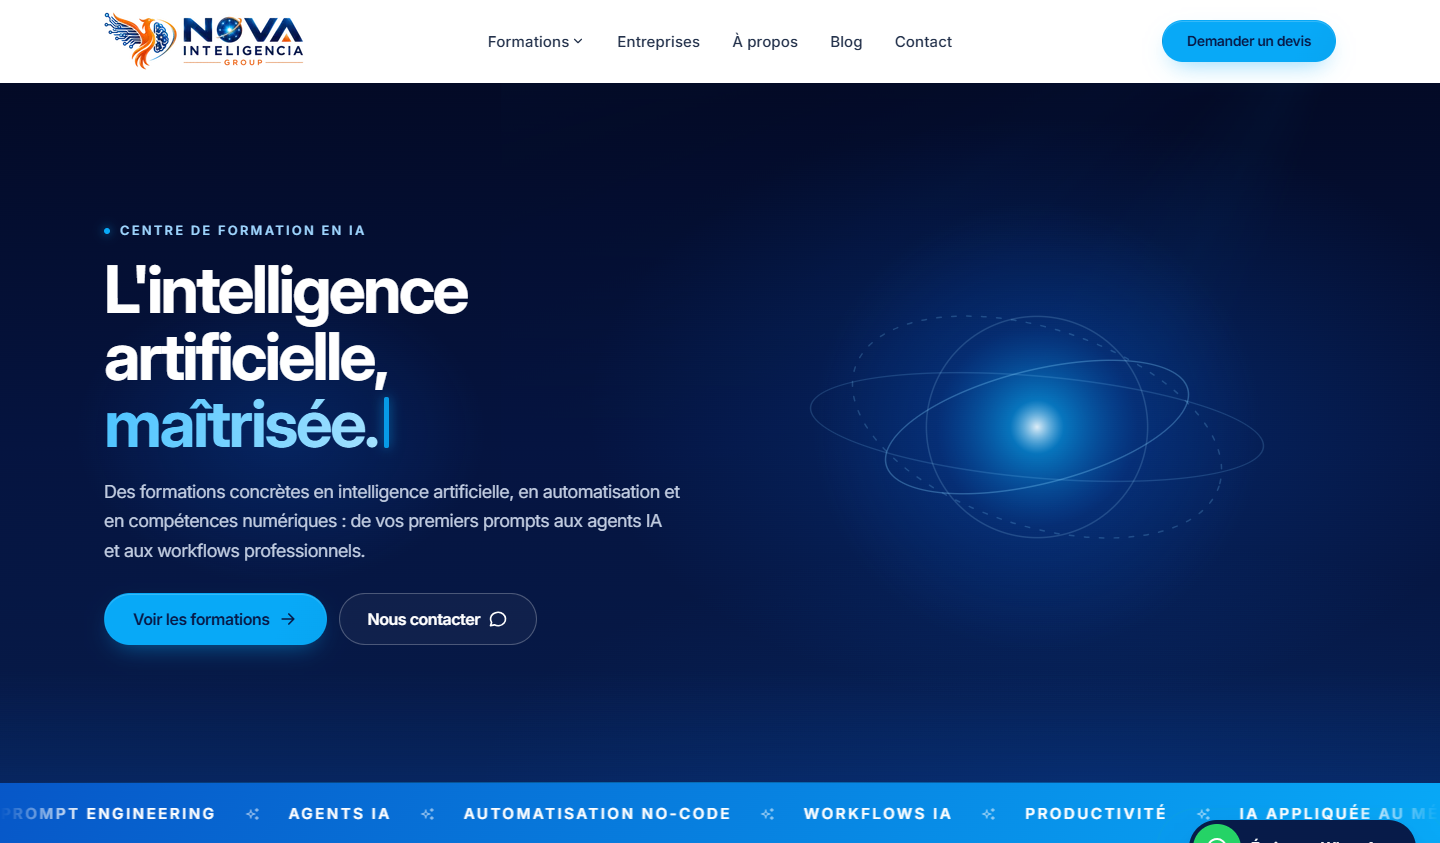 NOVA
INTELIGENCIA
GROUP
Formations
Entreprises
À propos
Blog
Contact
Demander un devis
CENTRE DE FORMATION EN IA
L'intelligence
artificielle,
maîtrisée.
Des formations concrètes en intelligence artificielle, en automatisation et
en compétences numériques : de vos premiers prompts aux agents IA
et aux workflows professionnels.
Voir les formations
Nous contacter
PROMPT ENGINEERING AGENTS IA AUTOMATISATION NO-CODE WORKFLOWS IA PRODUCTIVITÉ IA APPLIQUÉE AU